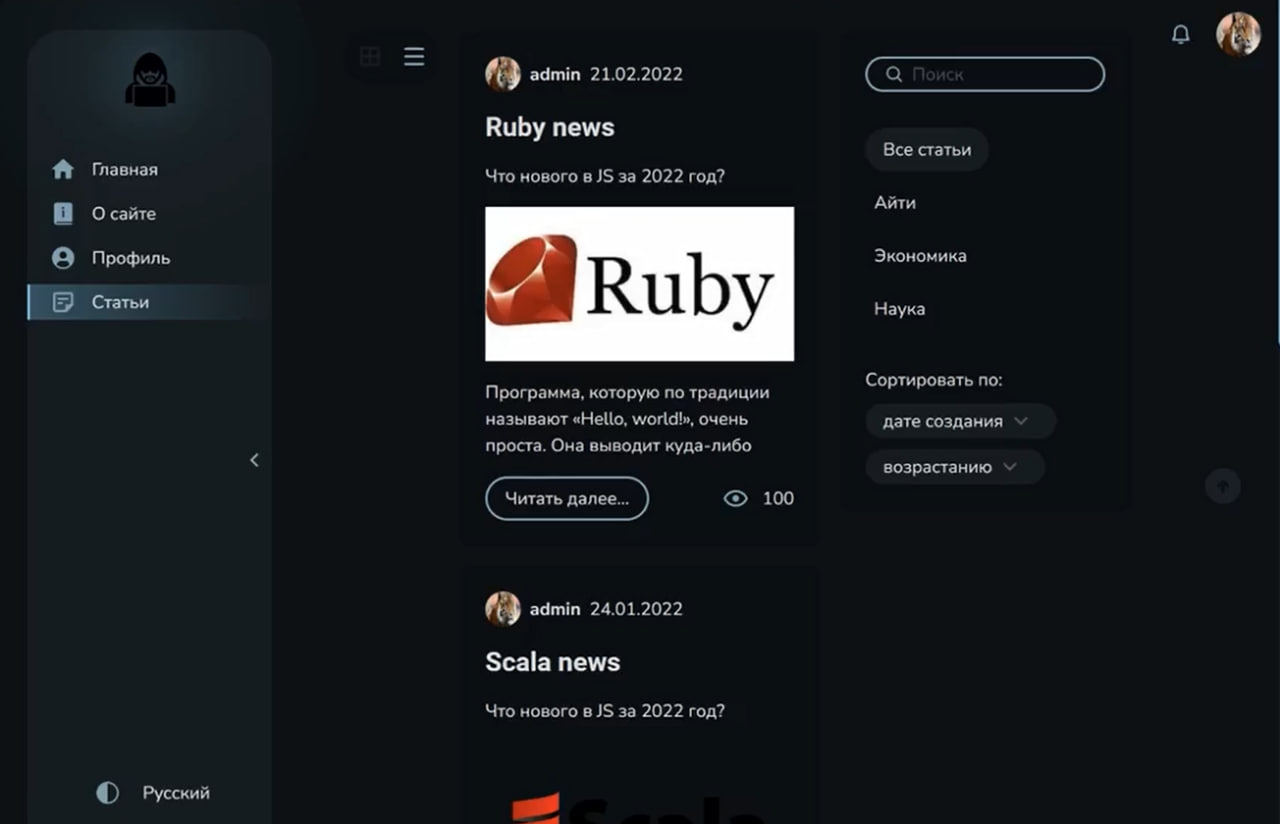 Главная
О сайте
Профиль
Статьи
Русский
admin 21.02.2022
Ruby news
Что нового в JS за 2022 год?
Ruby
Программа, которую по традиции
называют «Hello, world!», очень
проста. Она выводит куда-либо
Читать далее...
100
admin 24.01.2022
Scala news
Что нового в JS за 2022 год?
Scala
Поиск
Все статьи
Айти
Экономика
Наука
Сортировать по:
дате создания
возрастанию